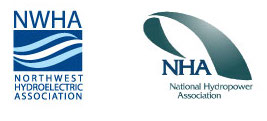 NWHA
NORTHWEST
HYDROELECTRIC
ASSOCIATION
NHA
National Hydropower
Association